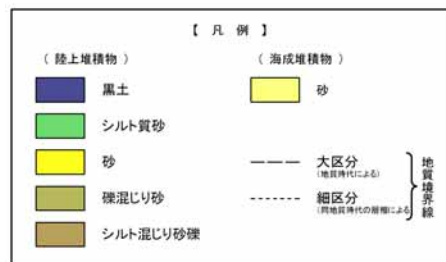 【 凡 例 】
( 陸上堆積物 )
黒土
シルト質砂
砂
礫混じり砂
シルト混じり砂礫
( 海成堆積物 )
砂
大区分
(地質時代による)
細区分
(同地質時代の層相による)
地質境界線